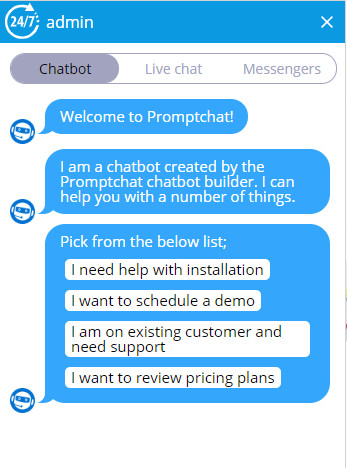 24/7 admin
Chatbot Live chat Messengers
Welcome to Promptchat!
I am a chatbot created by the
Promptchat chatbot builder. I can
help you with a number of things.
Pick from the below list;
I need help with installation
I want to schedule a demo
I am on existing customer and
need support
I want to review pricing plans